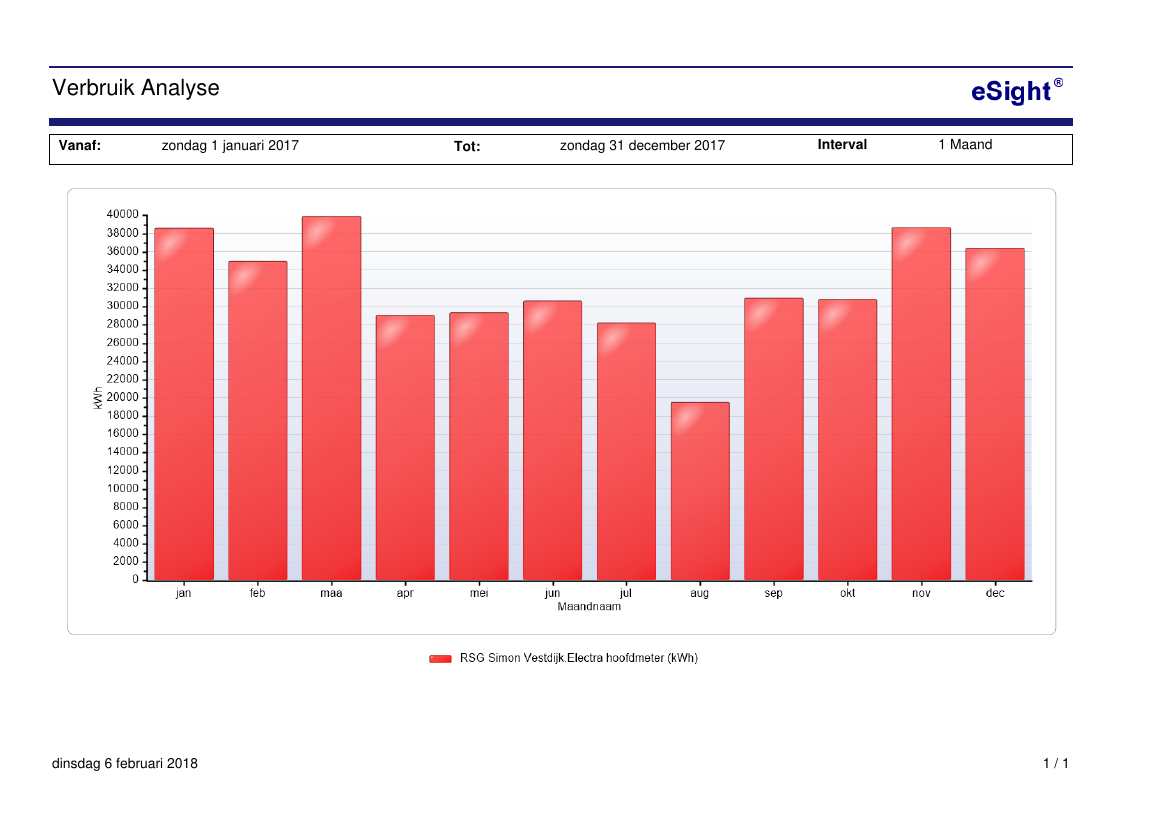 Verbruik Analyse
eSight®
Vanaf: zondag 1 januari 2017 Tot: zondag 31 december 2017 Interval 1 Maand
40000
38000
36000
34000
32000
30000
28000
26000
24000
22000
20000
18000
16000
14000
12000
10000
8000
6000
4000
2000
0
kWh
jan feb maa apr mei jun jul aug sep okt nov dec
Maandnaam
RSG Simon Vestdijk.Electra hoofdmeter (kWh)
dinsdag 6 februari 2018 1 / 1